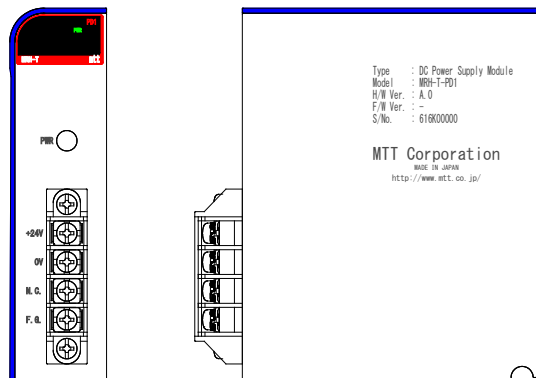 PD1
PWR
MRH-T mtt
PWR
+24V
0V
N.C.
F.G.
Type : DC Power Supply Module
Model : MRH-T-PD1
H/W Ver. : A.0
F/W Ver. : -
S/No. : 616K00000
MTT Corporation
MADE IN JAPAN
http://www.mtt.co.jp/